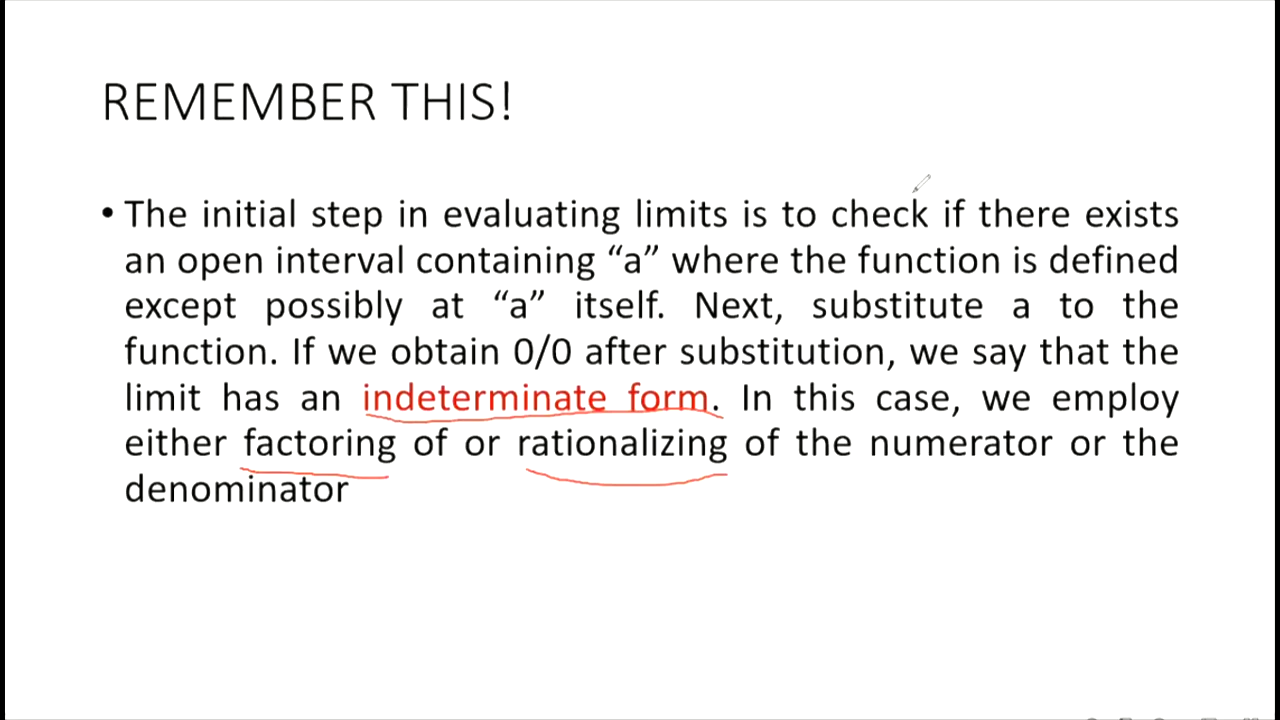 REMEMBER THIS!
• The initial step in evaluating limits is to check if there exists
an open interval containing “a” where the function is defined
except possibly at “a” itself. Next, substitute a to the
function. If we obtain 0/0 after substitution, we say that the
limit has an indeterminate form. In this case, we employ
either factoring of or rationalizing of the numerator or the
denominator